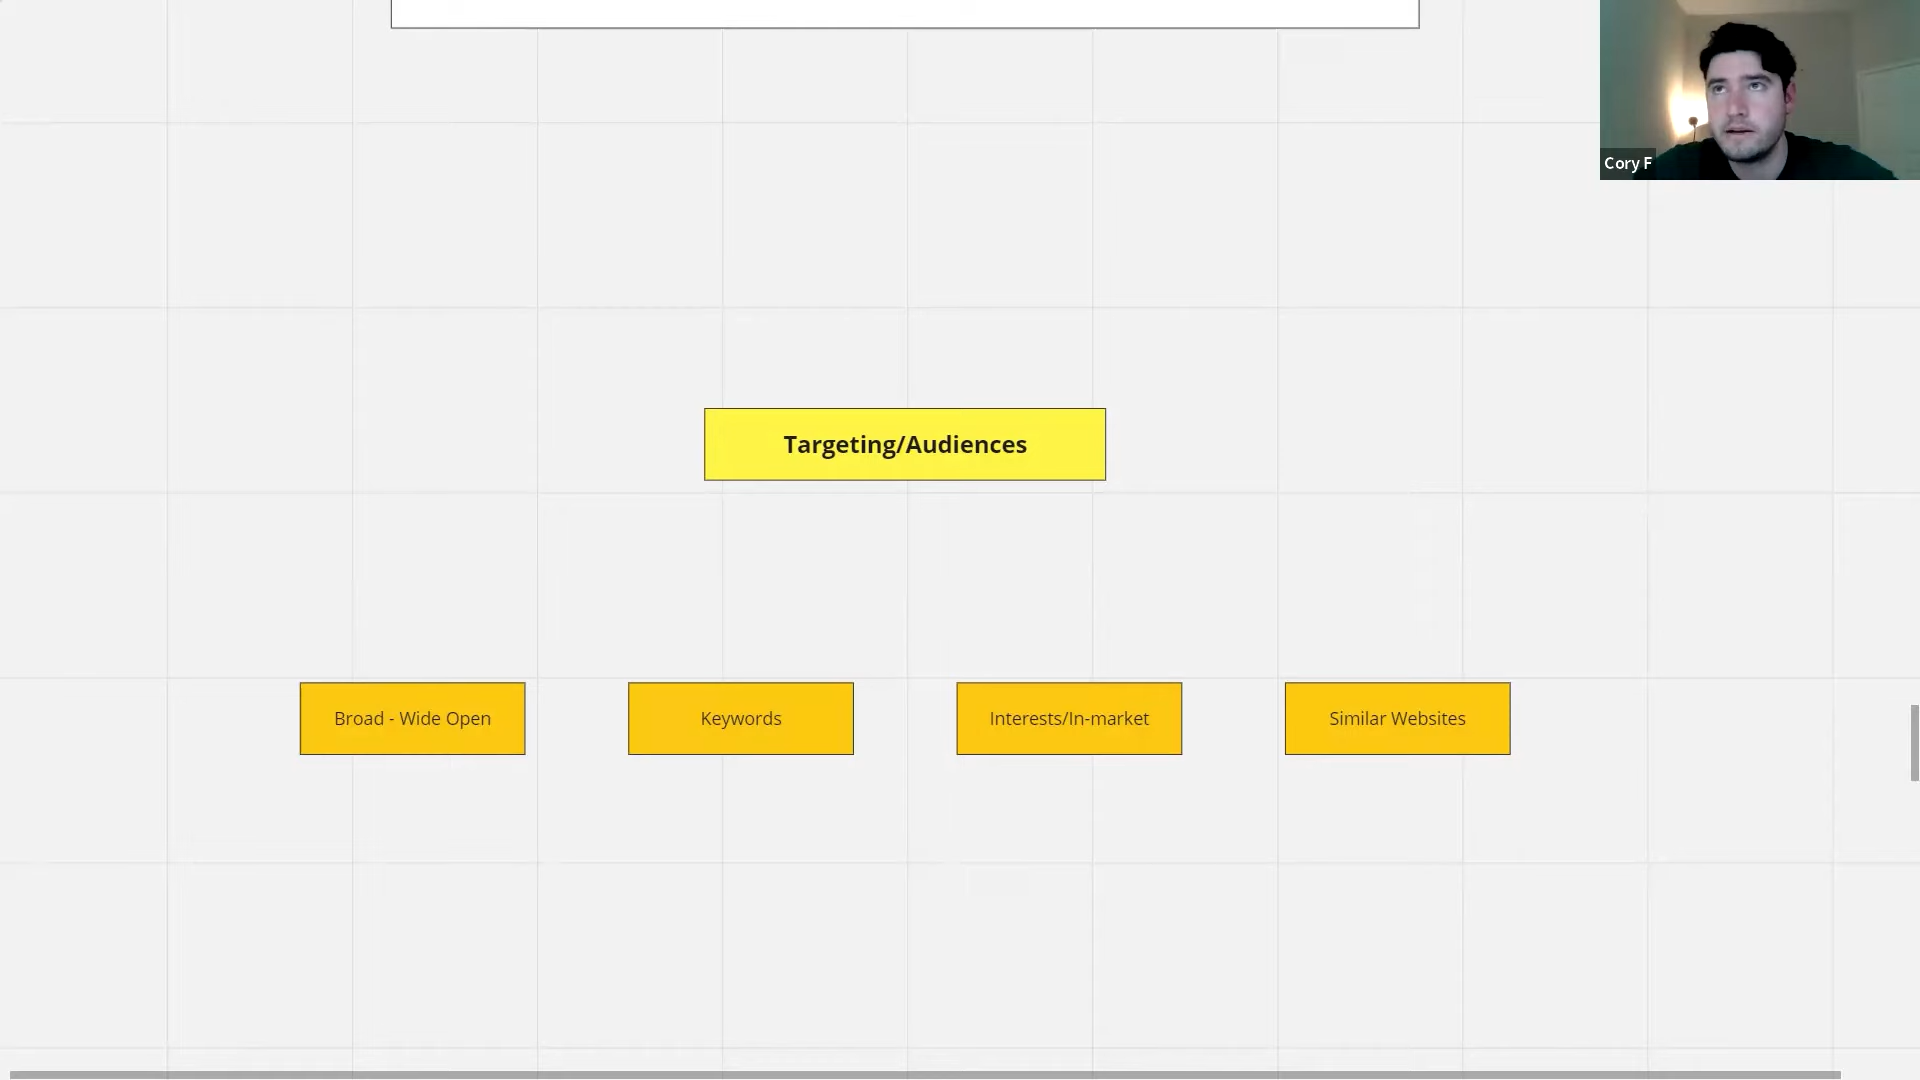 Cory F
Targeting/Audiences
Broad - Wide Open
Keywords
Interests/In-market
Similar Websites